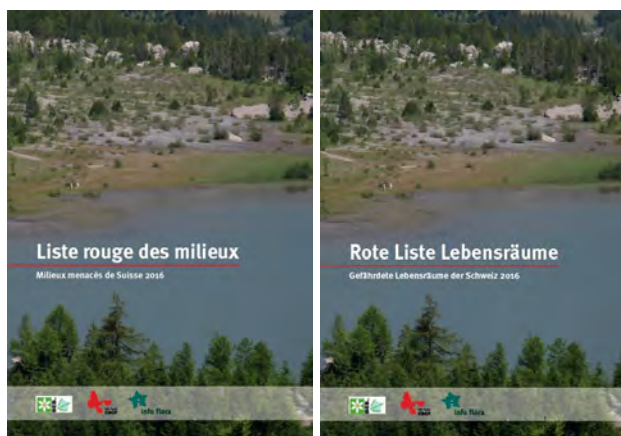 Liste rouge des milieux
Milieux menacés de Suisse 2016
info flora
Rote Liste Lebensräume
Gefährdete Lebensräume der Schweiz 2016
info flora